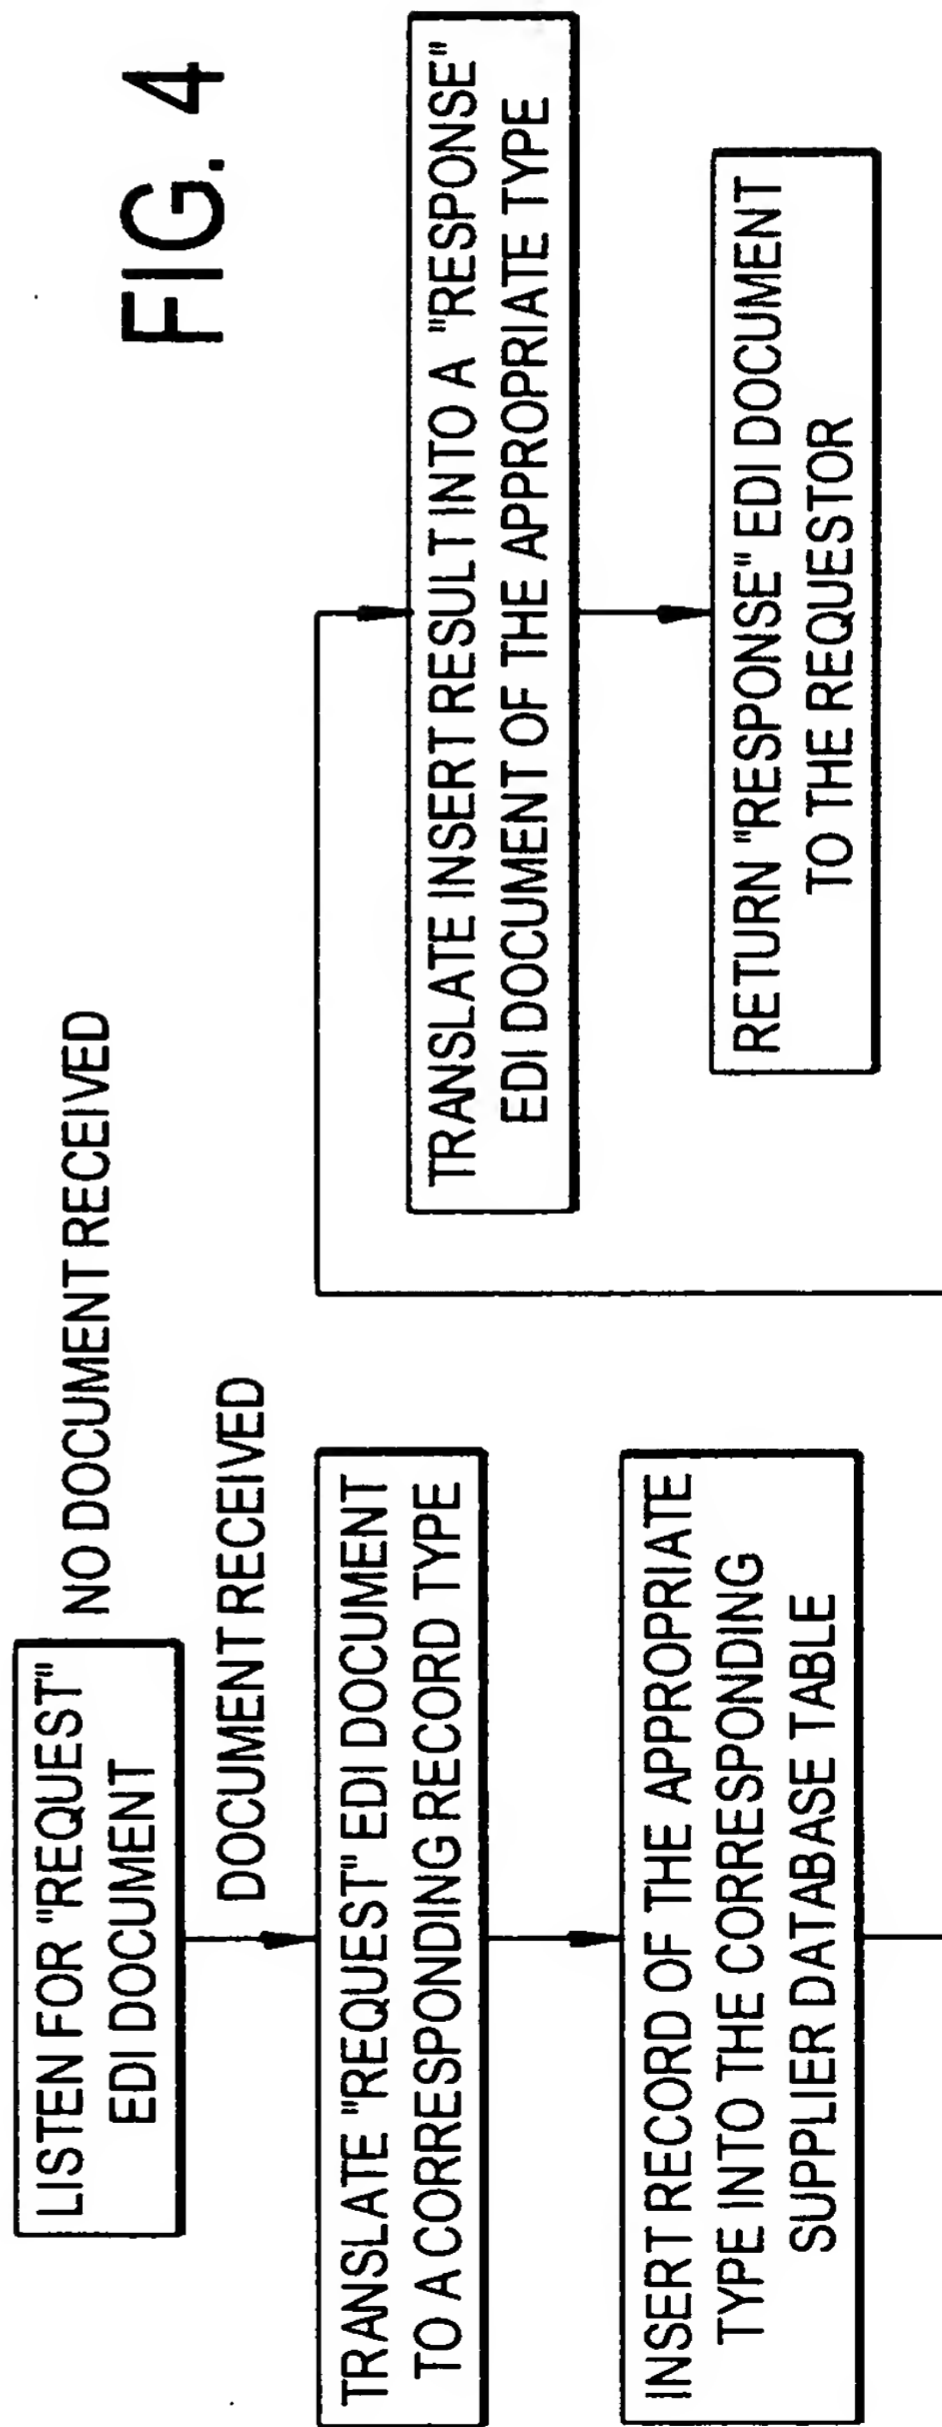 FIG. 4
LISTEN FOR "REQUEST"
EDI DOCUMENT
NO DOCUMENT RECEIVED
DOCUMENT RECEIVED
TRANSLATE "REQUEST" EDI DOCUMENT
TO A CORRESPONDING RECORD TYPE
INSERT RECORD OF THE APPROPRIATE
TYPE INTO THE CORRESPONDING
SUPPLIER DATABASE TABLE
TRANSLATE INSERT RESULT INTO A "RESPONSE"
EDI DOCUMENT OF THE APPROPRIATE TYPE
RETURN "RESPONSE" EDI DOCUMENT
TO THE REQUESTOR